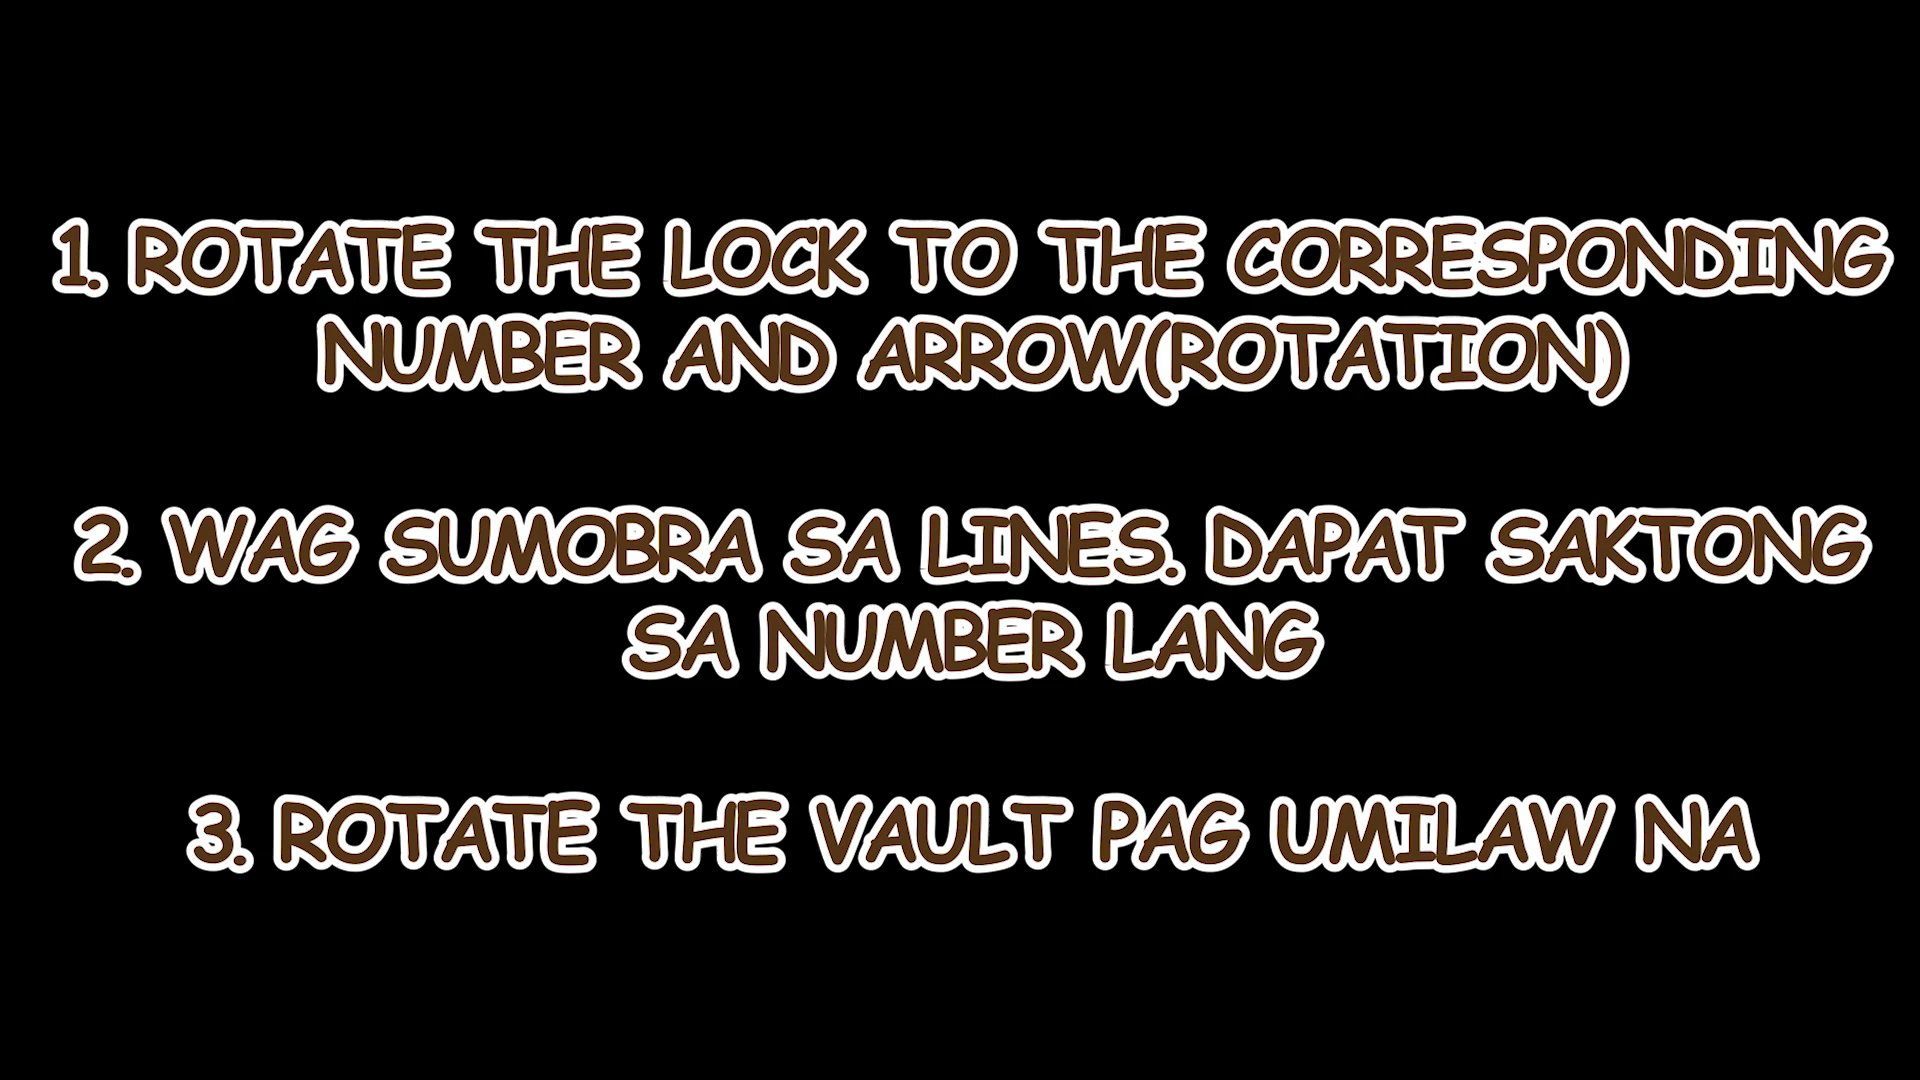 1. ROTATE THE LOCK TO THE CORRESPONDING
NUMBER AND ARROW(ROTATION)
2. WAG SUMOBRA SA LINES. DAPAT SAKTONG
SA NUMBER LANG
3. ROTATE THE VAULT PAG UMILAW NA